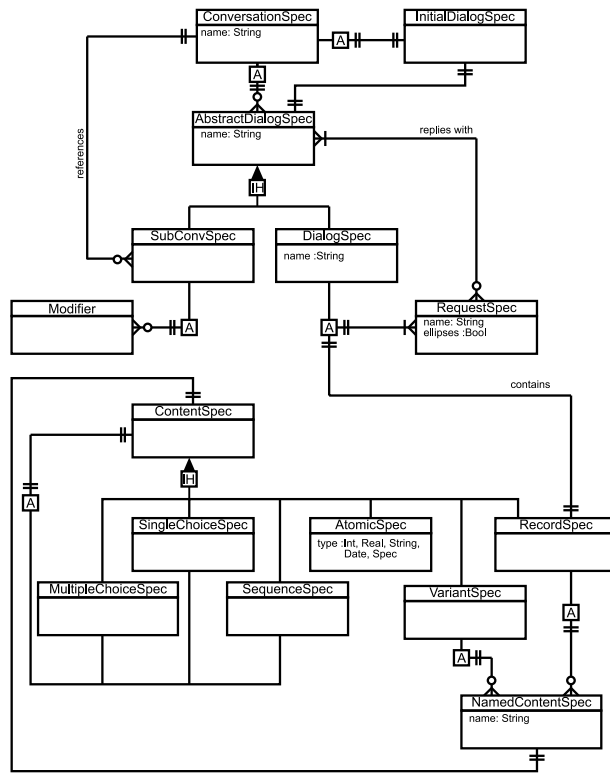 ConversationSpec
name: String
InitialDialogSpec
A
A
references
AbstractDialogSpec
name: String
replies with
IH
SubConvSpec
DialogSpec
name :String
Modifier
A
A
RequestSpec
name: String
ellipses :Bool
contains
ContentSpec
A
IH
SingleChoiceSpec
AtomicSpec
type :Int, Real, String,
Date, Spec
RecordSpec
MultipleChoiceSpec
SequenceSpec
VariantSpec
A
A
NamedContentSpec
name: String